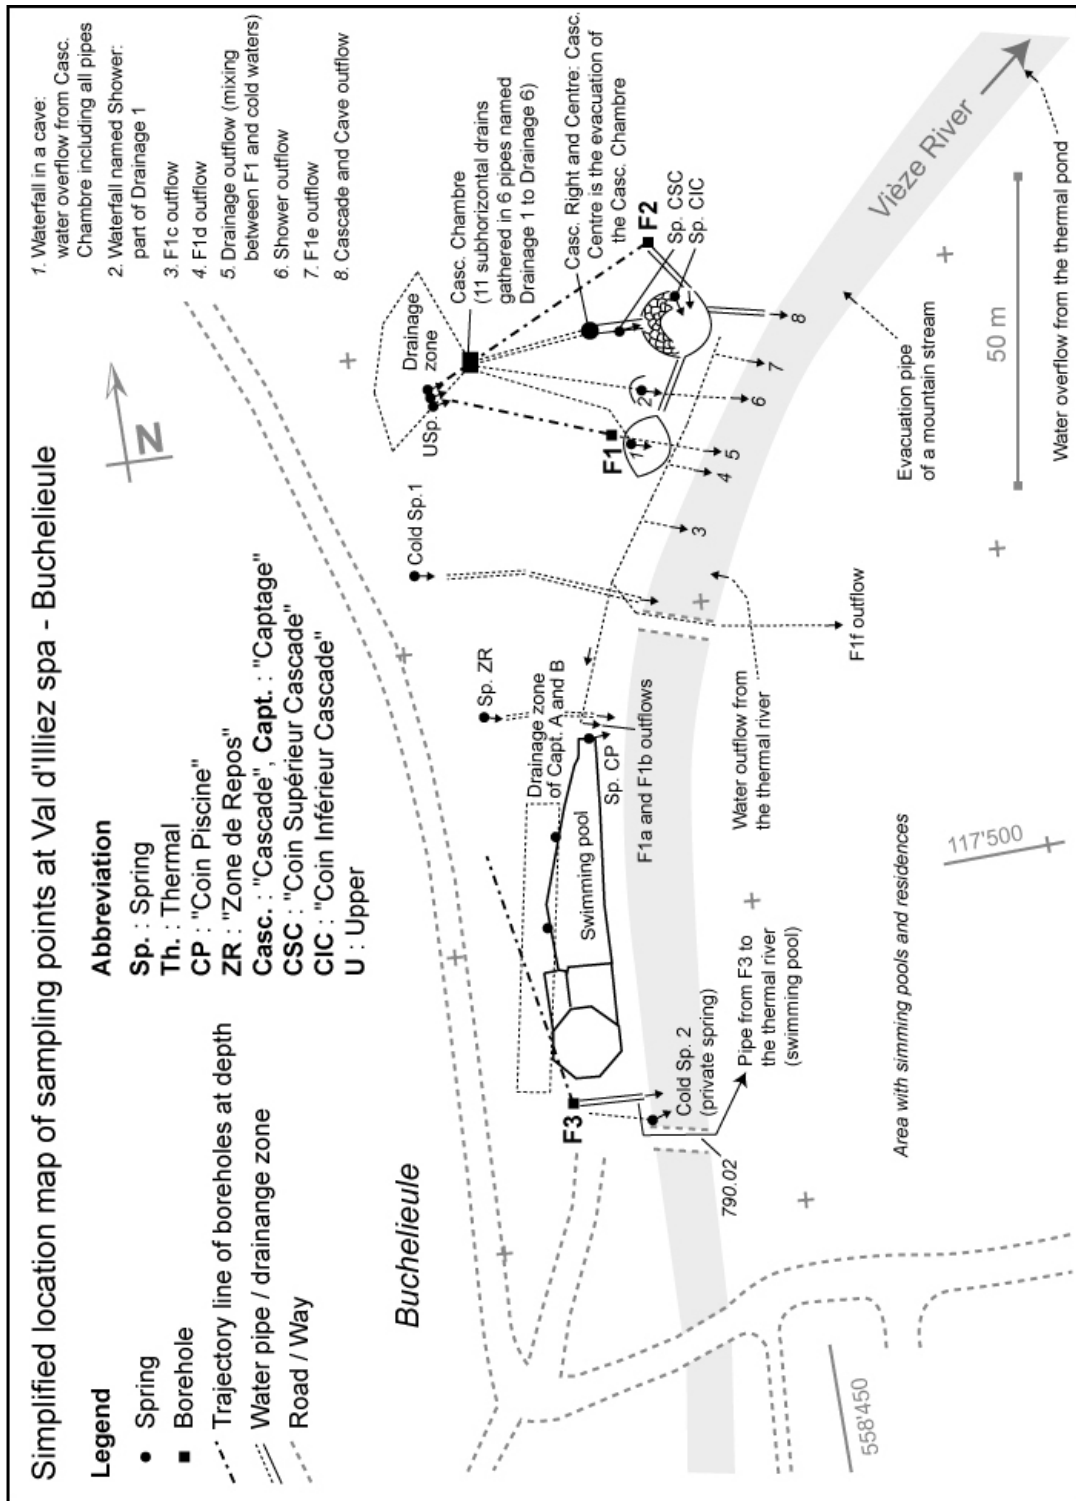 Simplified location map of sampling points at Val d'Illiez spa - Buchelieule
Legend
Spring
Borehole
Trajectory line of boreholes at depth
Water pipe / drainange zone
Road / Way
Abbreviation
Sp. : Spring
Th. : Thermal
CP : "Coin Piscine"
ZR : "Zone de Repos"
Casc. : "Cascade", Capt. : "Captage"
CSC : "Coin Supérieur Cascade"
CIC : "Coin Inférieur Cascade"
U : Upper
N
1. Waterfall in a cave:
water overflow from Casc.
Chambre including all pipes
2. Waterfall named Shower:
part of Drainage 1
3. F1c outflow
4. F1d outflow
5. Drainage outflow (mixing
between F1 and cold waters)
6. Shower outflow
7. F1e outflow
8. Cascade and Cave outflow
Buchelieule
Cold Sp.1
USp.
Drainage
zone
Casc. Chambre
(11 subhorizontal drains
gathered in 6 pipes named
Drainage 1 to Drainage 6)
Casc. Right and Centre: Casc.
Centre is the evacuation of
the Casc. Chambre
Sp. CSC
Sp. CIC
F2
F1
1
2
Sp. ZR
Drainage zone
of Capt. A and B
Swimming pool
Sp. CP
F1a and F1b outflows
F3
Cold Sp. 2
(private spring)
790.02
Pipe from F3 to
the thermal river
(swimming pool)
Water outflow from
the thermal river
F1f outflow
3
4
5
6
7
8
Evacuation pipe
of a mountain stream
Vièze River
Water overflow from the thermal pond
50 m
117'500
558'450
Area with simming pools and residences